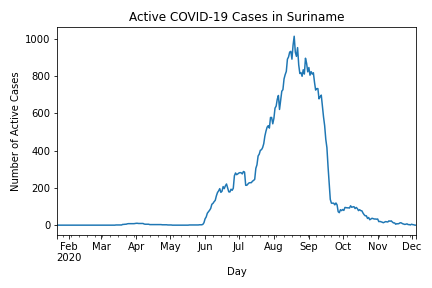 Active COVID-19 Cases in Suriname
Number of Active Cases
1000
800
600
400
200
0
Feb Mar Apr May Jun Jul Aug Sep Oct Nov Dec
2020
Day